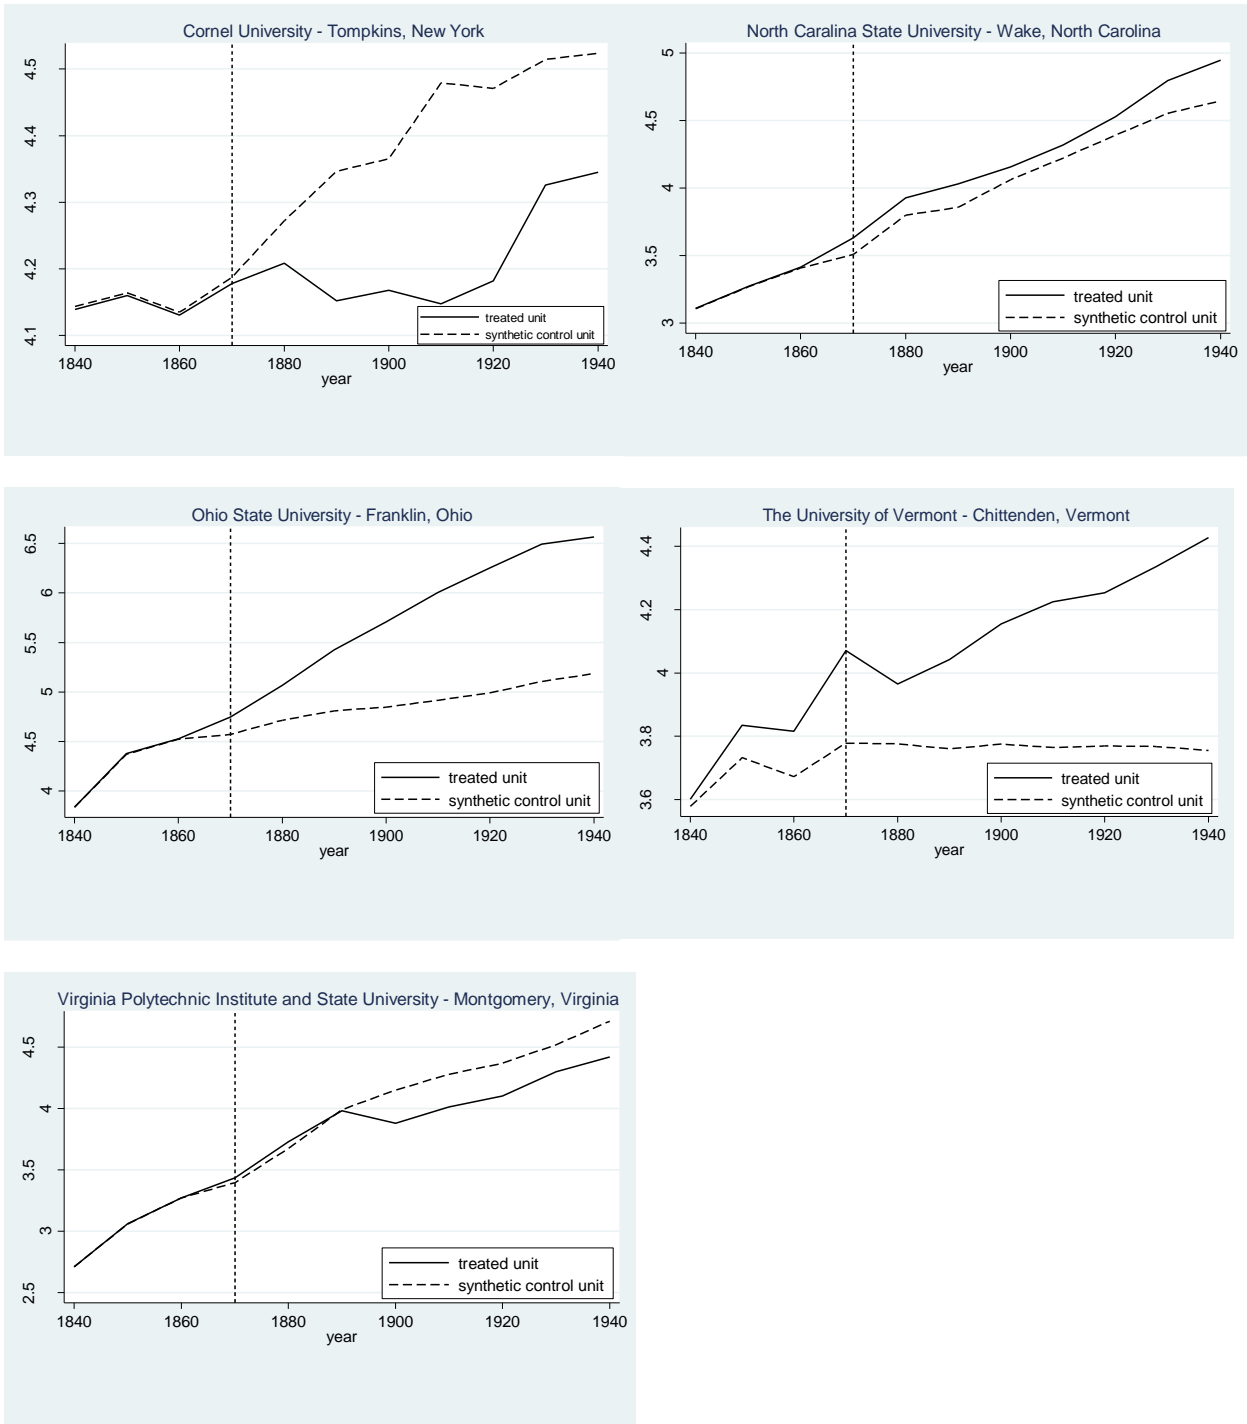 Cornel University - Tompkins, New York
4.5
4.4
4.3
4.2
4.1
treated unit
synthetic control unit
1840 1860 1880 1900 1920 1940
year
North Caralina State University - Wake, North Carolina
5
4.5
4
3.5
3
treated unit
synthetic control unit
1840 1860 1880 1900 1920 1940
year
Ohio State University - Franklin, Ohio
6.5
6
5.5
5
4.5
4
treated unit
synthetic control unit
1840 1860 1880 1900 1920 1940
year
The University of Vermont - Chittenden, Vermont
4.4
4.2
4
3.8
3.6
treated unit
synthetic control unit
1840 1860 1880 1900 1920 1940
year
Virginia Polytechnic Institute and State University - Montgomery, Virginia
4.5
4
3.5
3
2.5
treated unit
synthetic control unit
1840 1860 1880 1900 1920 1940
year